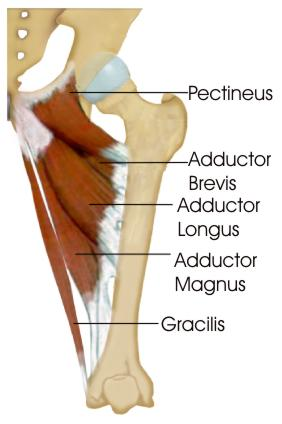 Pectineus
Adductor
Brevis
Adductor
Longus
Adductor
Magnus
Gracilis